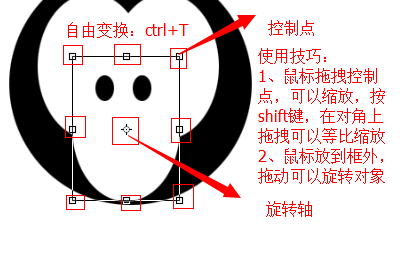 自由变换：ctrl+T
控制点
使用技巧：
1、鼠标拖拽控制
点，可以缩放，按
shift键，在对角上
拖拽可以等比缩放
2、鼠标放到框外，
拖动可以旋转对象
旋转轴